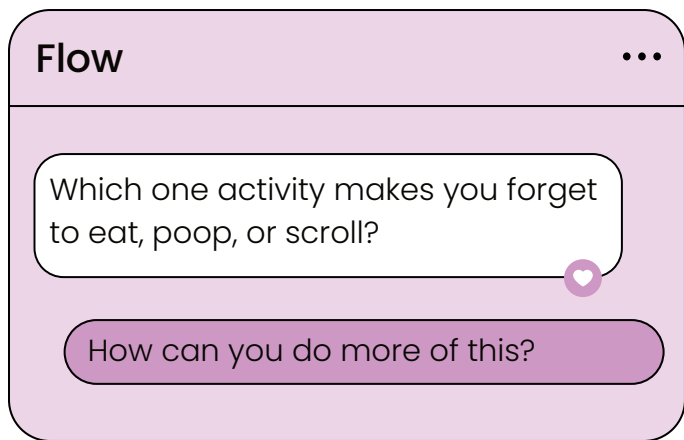 Flow
Which one activity makes you forget
to eat, poop, or scroll?
How can you do more of this?